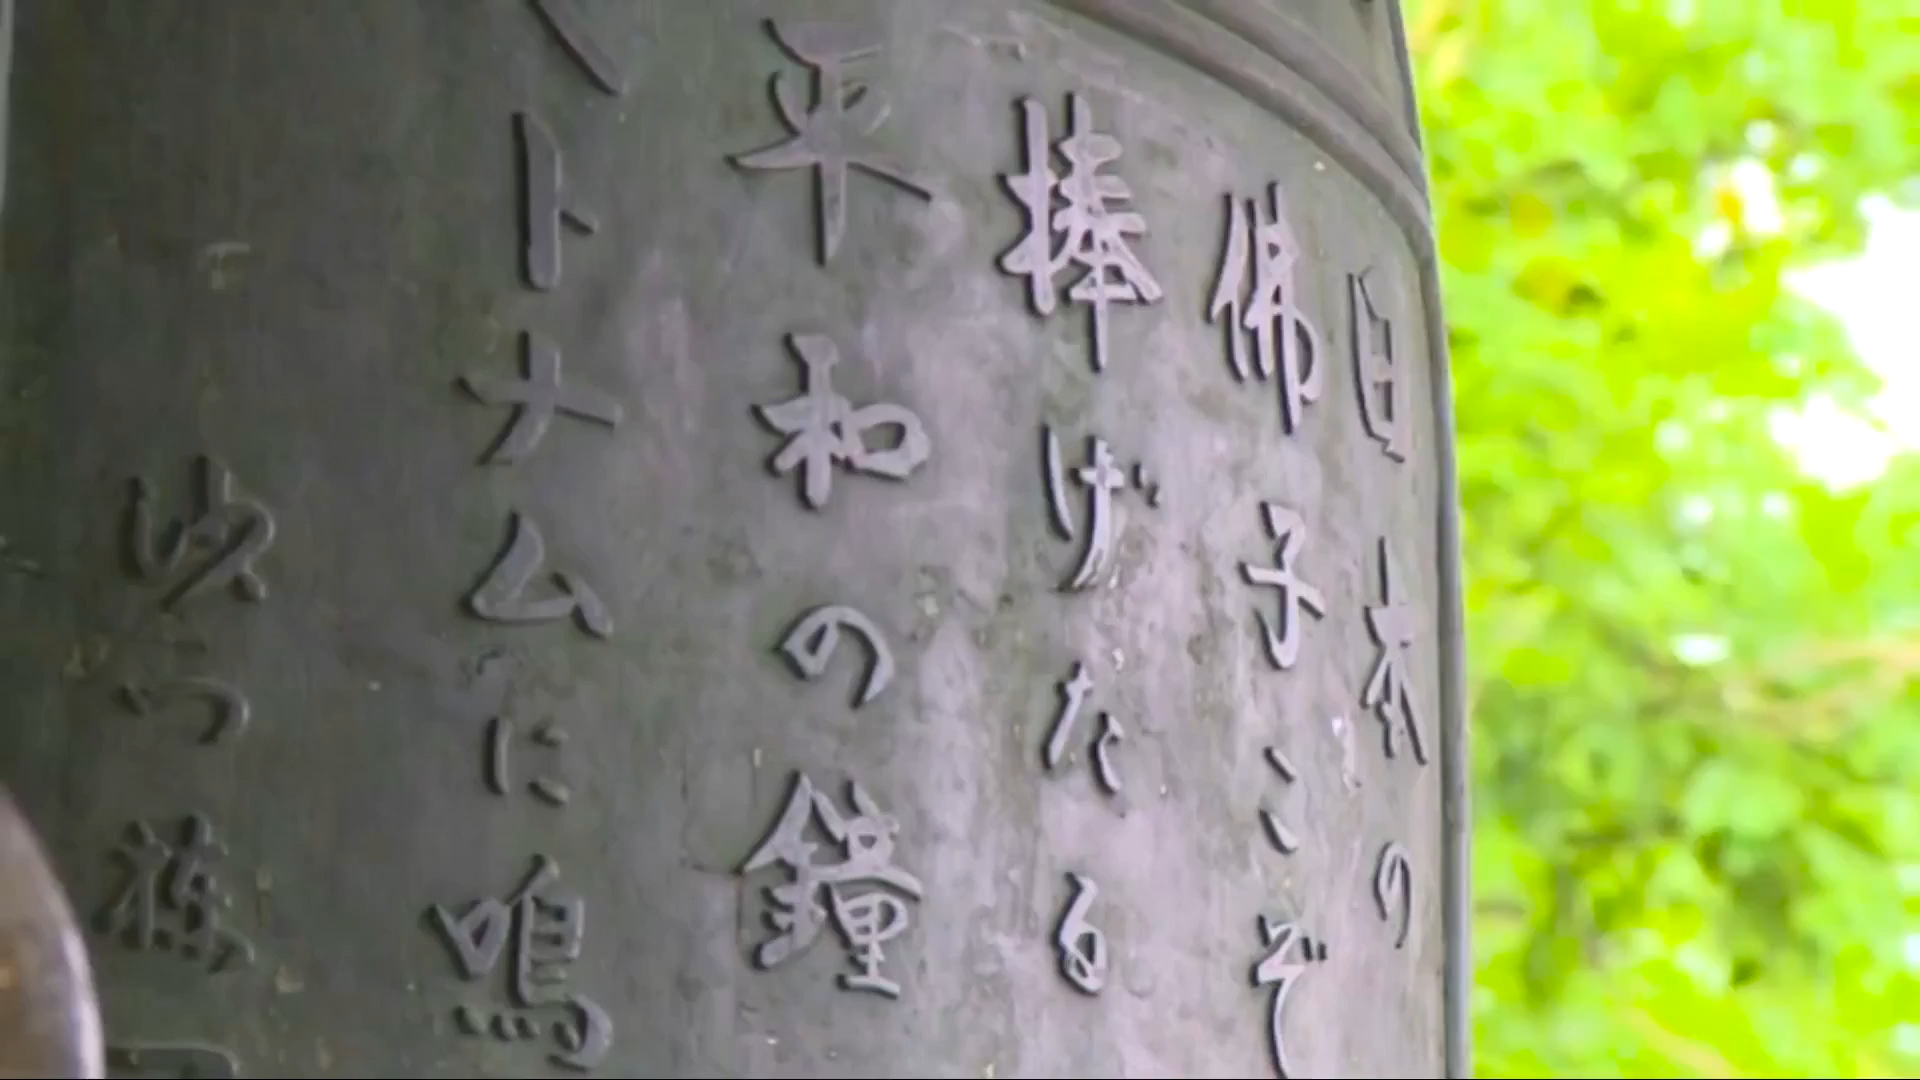 日本の
佛子こぞ
捧げたる
平和の鐘
トナムに鳴